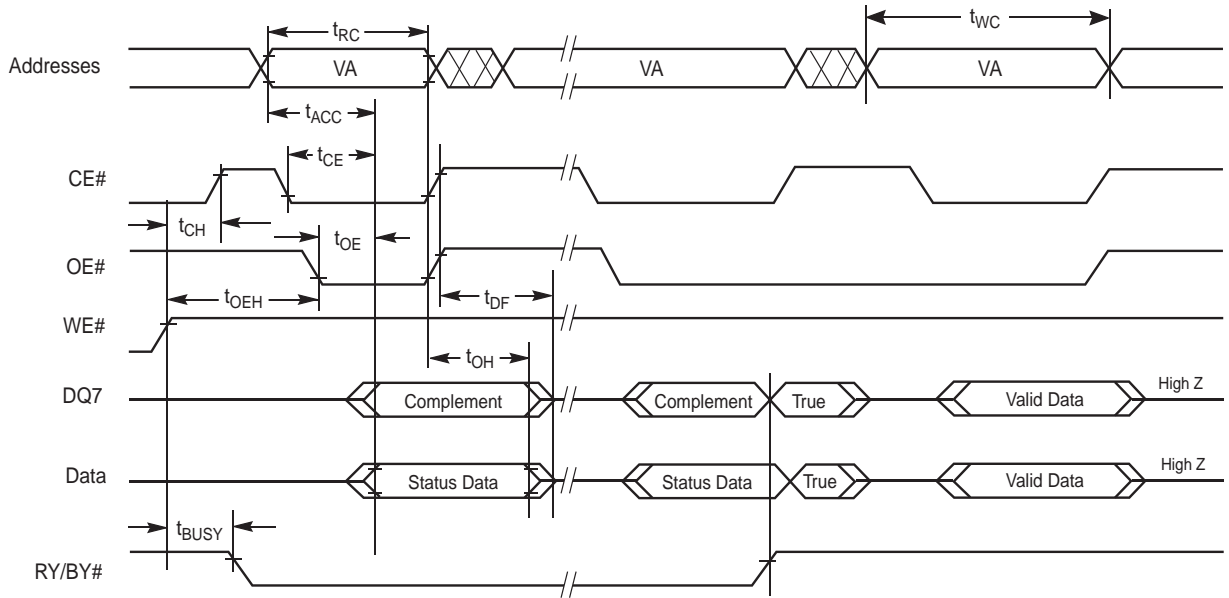 tRC
tWC
Addresses
VA
VA
VA
tACC
tCE
CE#
tCH
tOE
OE#
tOEH
tDF
WE#
tOH
DQ7
Complement
Complement
True
Valid Data
High Z
Data
Status Data
Status Data
True
Valid Data
High Z
tBUSY
RY/BY#